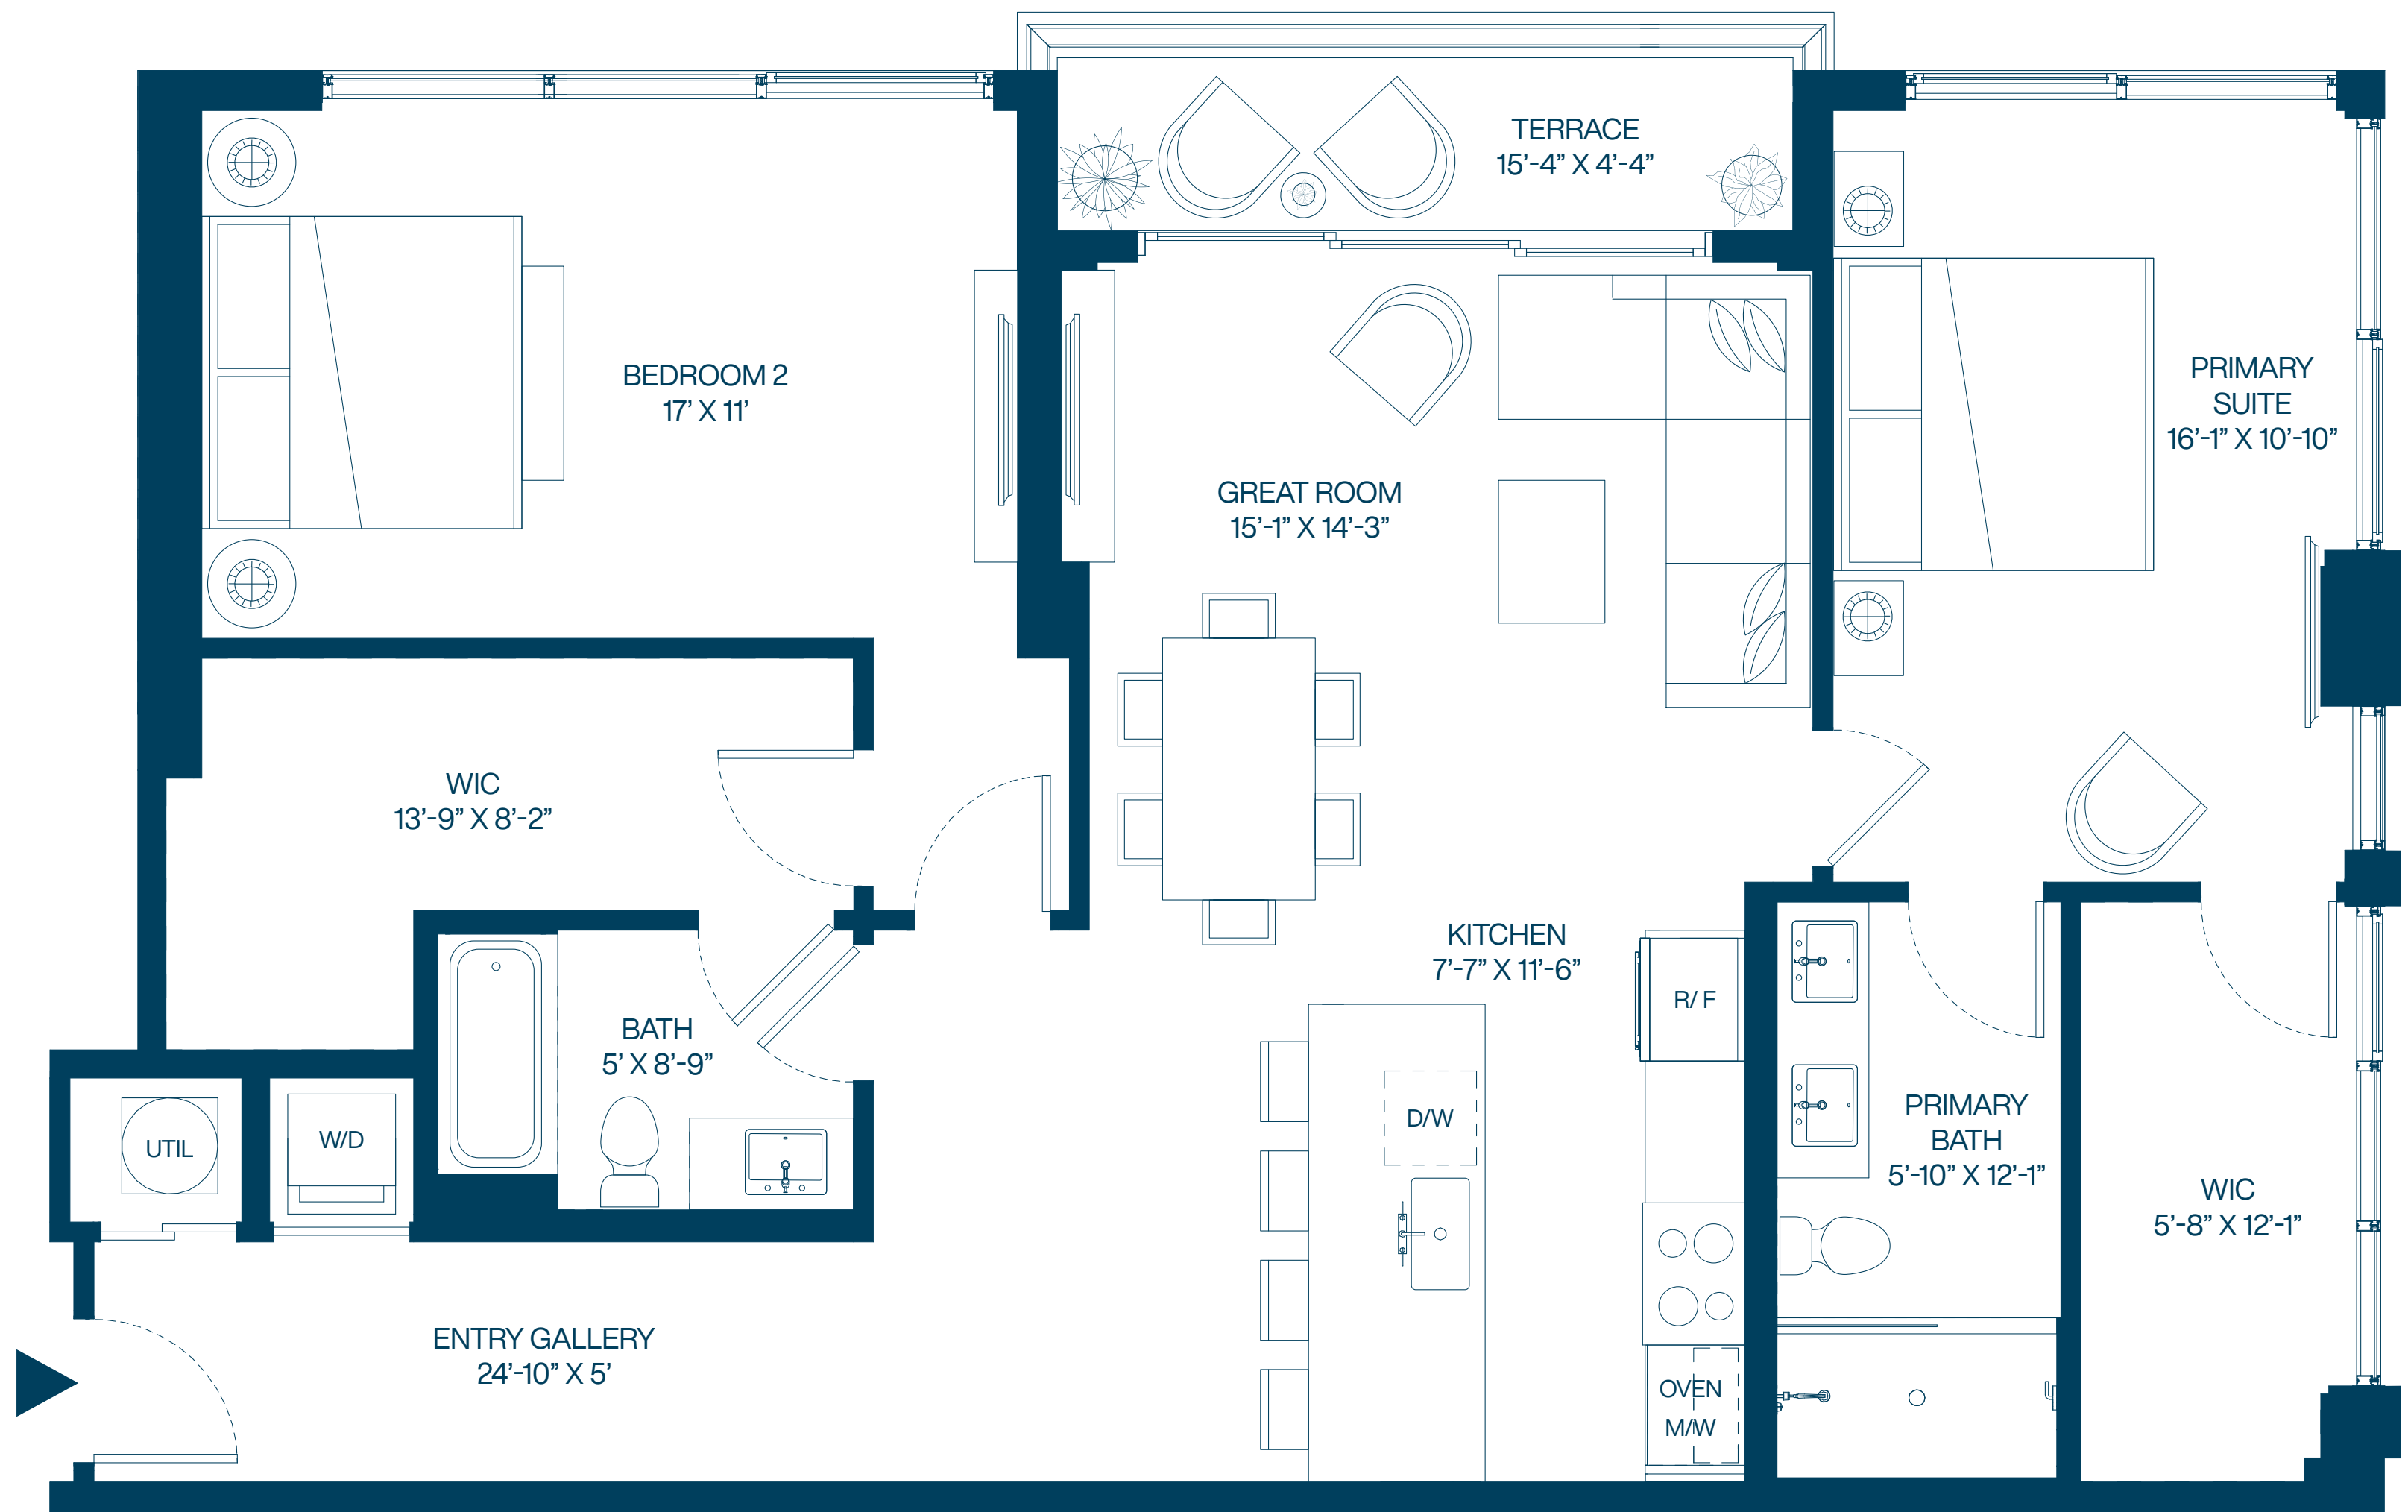 TERRACE
15’-4” X 4’-4”
BEDROOM 2
17’ X 11’
PRIMARY
SUITE
16’-1” X 10’-10”
GREAT ROOM
15’-1” X 14’-3”
WIC
13’-9” X 8’-2”
KITCHEN
7’-7” X 11’-6”
R/ F
BATH
5’ X 8’-9”
D/W
PRIMARY
BATH
5’-10” X 12’-1”
UTIL
W/D
WIC
5’-8” X 12’-1”
ENTRY GALLERY
24’-10” X 5’
OVEN
M/W